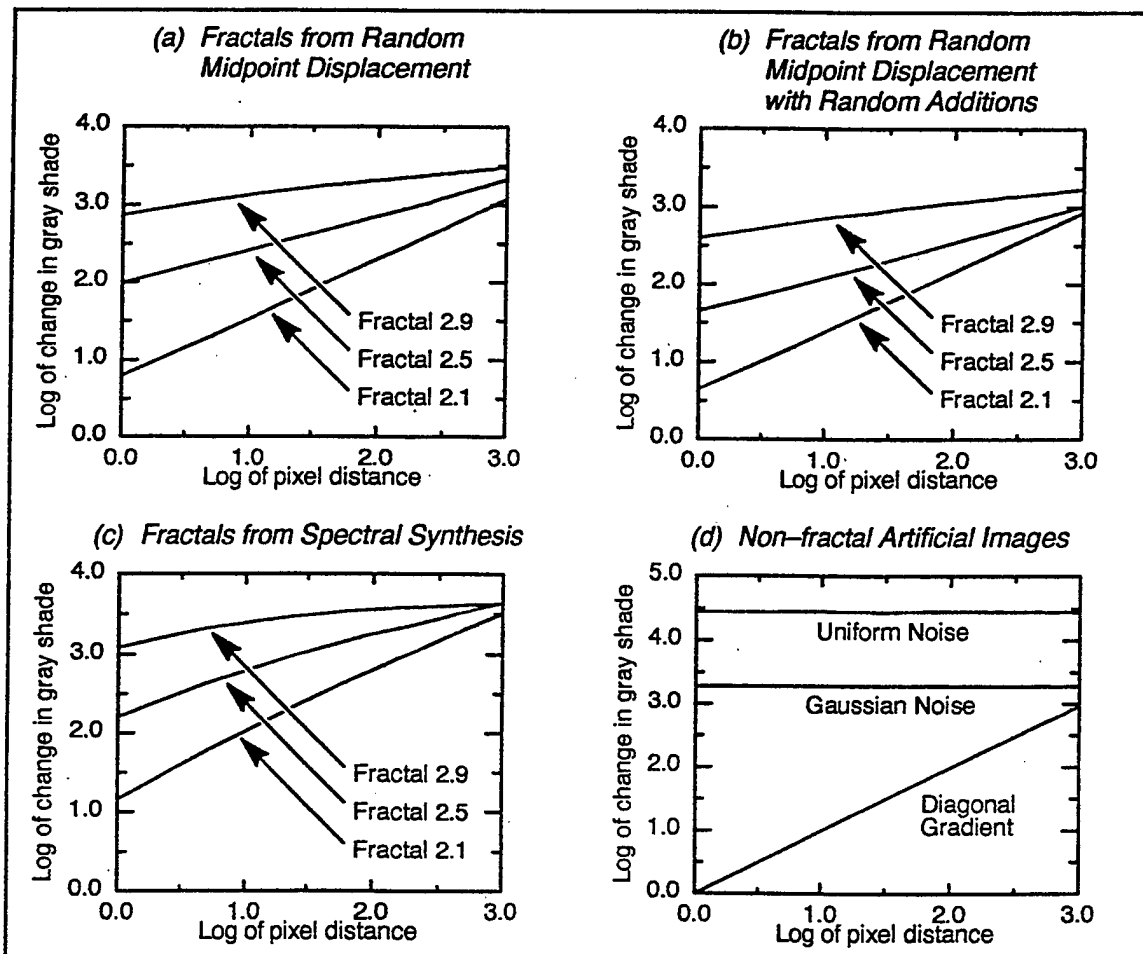 (a) Fractals from Random
Midpoint Displacement
4.0
3.0
2.0
1.0
0.0
Log of change in gray shade
Fractal 2.9
Fractal 2.5
Fractal 2.1
0.0 1.0 2.0 3.0
Log of pixel distance
(b) Fractals from Random
Midpoint Displacement
with Random Additions
4.0
3.0
2.0
1.0
0.0
Log of change in gray shade
Fractal 2.9
Fractal 2.5
Fractal 2.1
0.0 1.0 2.0 3.0
Log of pixel distance
(c) Fractals from Spectral Synthesis
4.0
3.0
2.0
1.0
0.0
Log of change in gray shade
Fractal 2.9
Fractal 2.5
Fractal 2.1
0.0 1.0 2.0 3.0
Log of pixel distance
(d) Non–fractal Artificial Images
5.0
4.0
3.0
2.0
1.0
0.0
Log of change in gray shade
Uniform Noise
Gaussian Noise
Diagonal
Gradient
0.0 1.0 2.0 3.0
Log of pixel distance